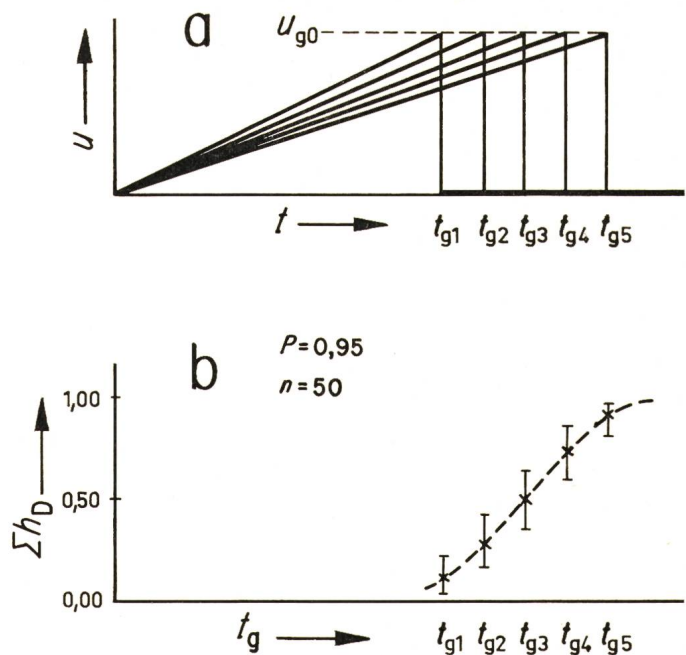 a
u_g0
u
t
t_g1 t_g2 t_g3 t_g4 t_g5
b
P=0,95
n=50
1,00
0,50
0,00
Σh_D
t_g
t_g1 t_g2 t_g3 t_g4 t_g5